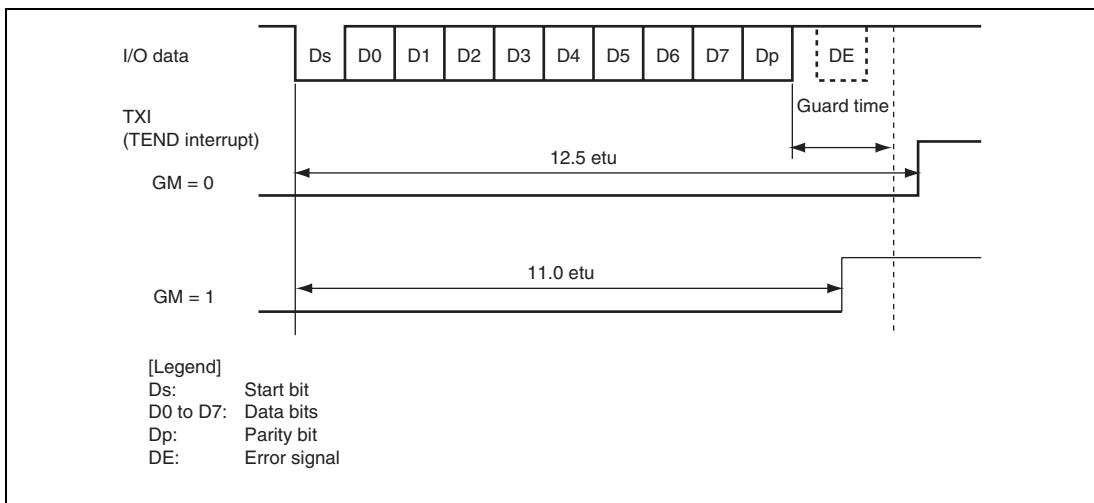 I/O data
Ds D0 D1 D2 D3 D4 D5 D6 D7 Dp DE
Guard time
TXI
(TEND interrupt)
12.5 etu
GM = 0
11.0 etu
GM = 1
[Legend]
Ds: Start bit
D0 to D7: Data bits
Dp: Parity bit
DE: Error signal